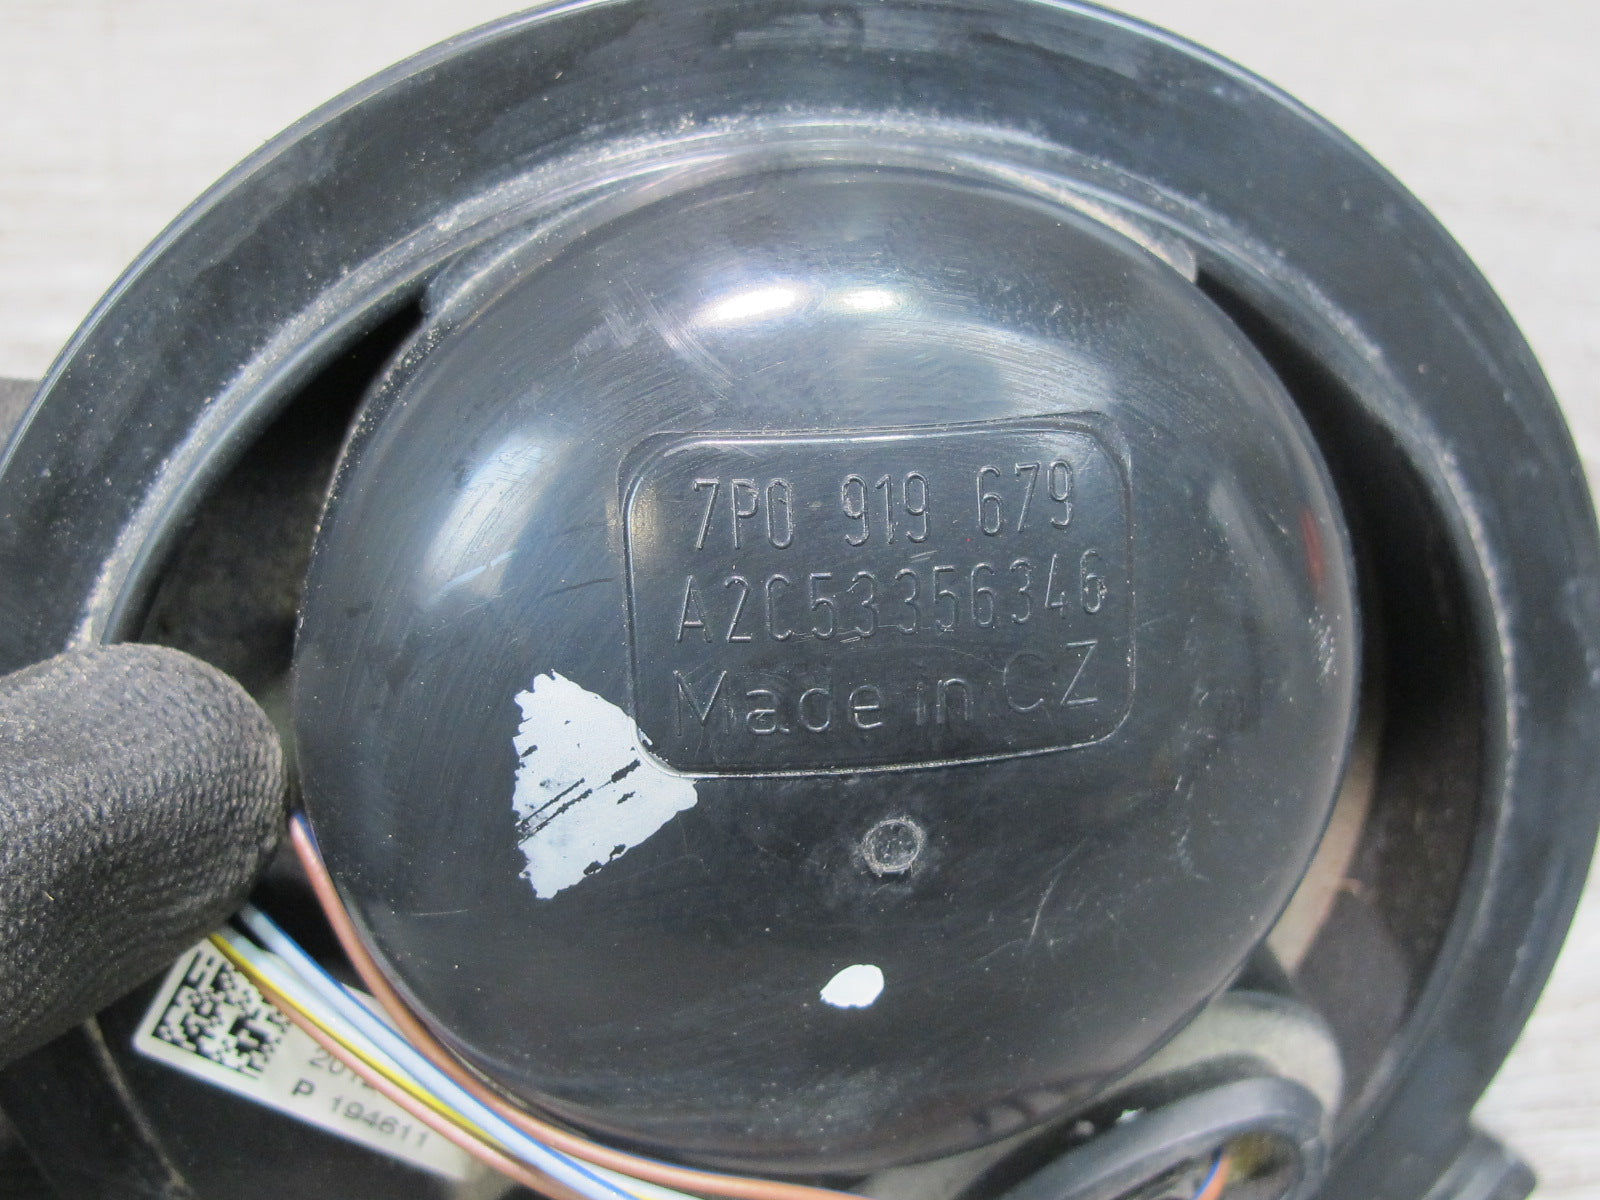 7P0 919 679
A2C53356346
Made in CZ
P 194611